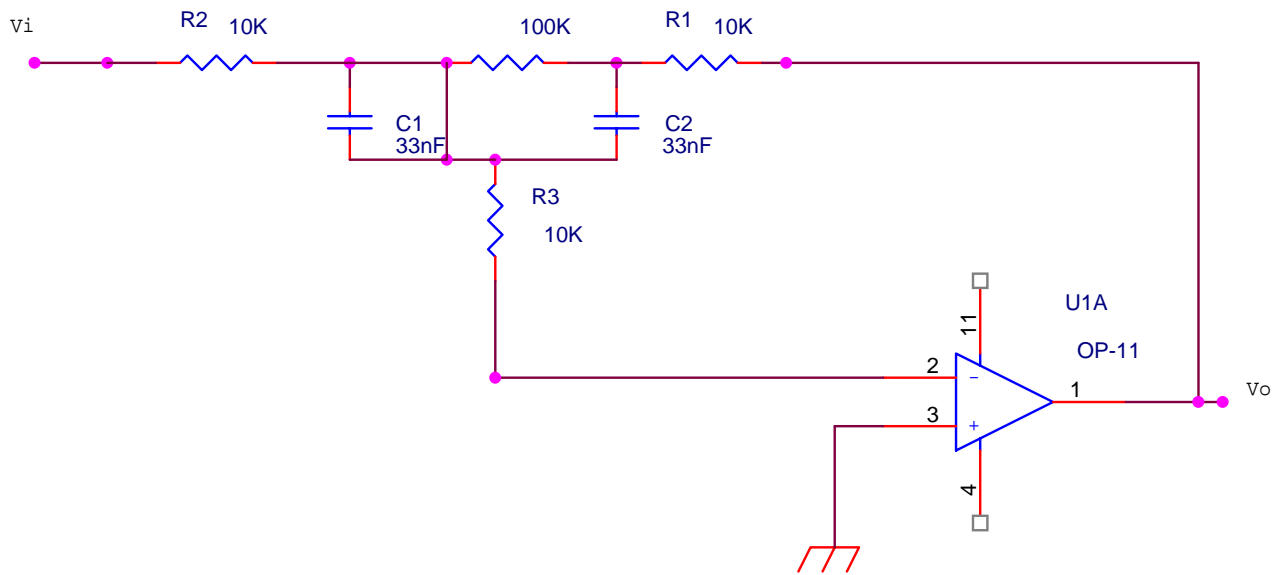 Vi
R2 10K
100K
R1 10K
C1
33nF
C2
33nF
R3
10K
U1A
OP-11
11
2 -
3 +
1
4
Vo